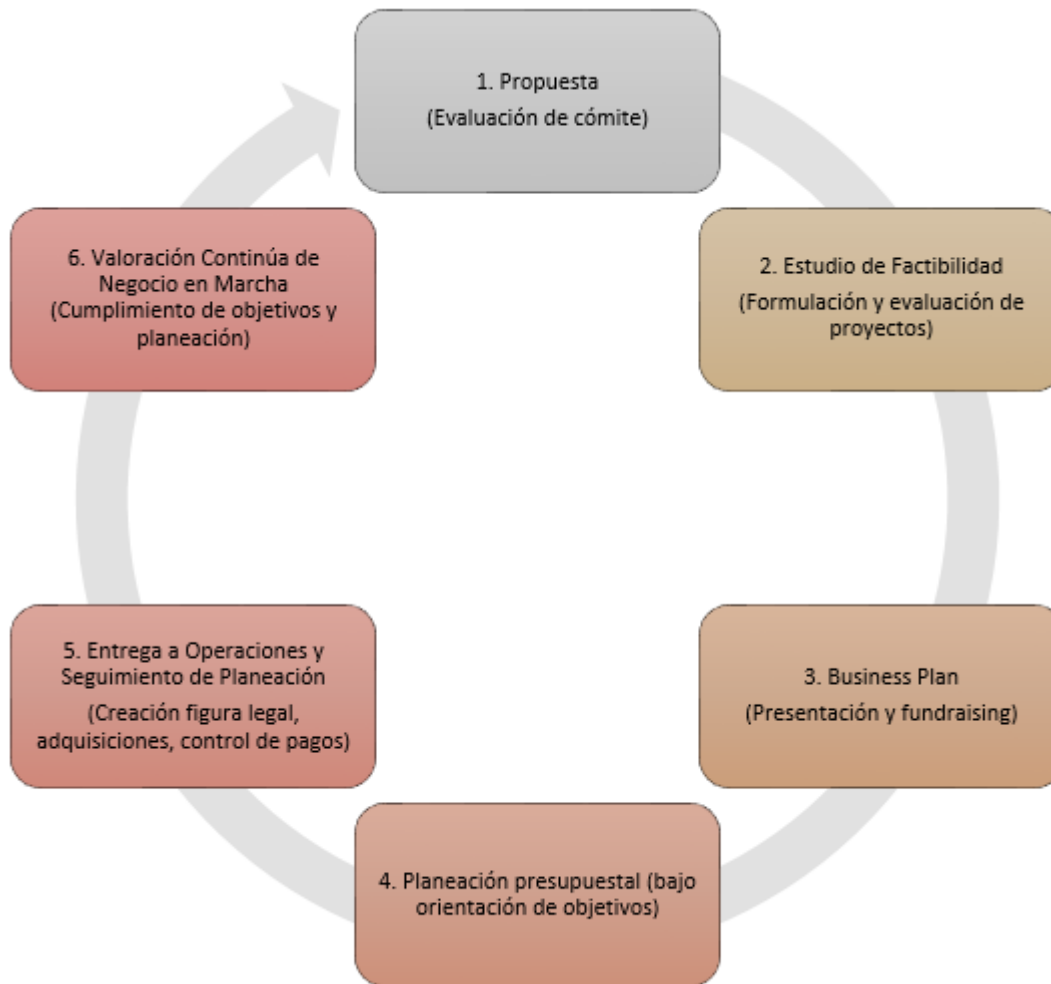 1. Propuesta
(Evaluación de cómite)
2. Estudio de Factibilidad
(Formulación y evaluación de
proyectos)
3. Business Plan
(Presentación y fundraising)
4. Planeación presupuestal (bajo
orientación de objetivos)
5. Entrega a Operaciones y
Seguimiento de Planeación
(Creación figura legal,
adquisiciones, control de pagos)
6. Valoración Continúa de
Negocio en Marcha
(Cumplimiento de objetivos y
planeación)